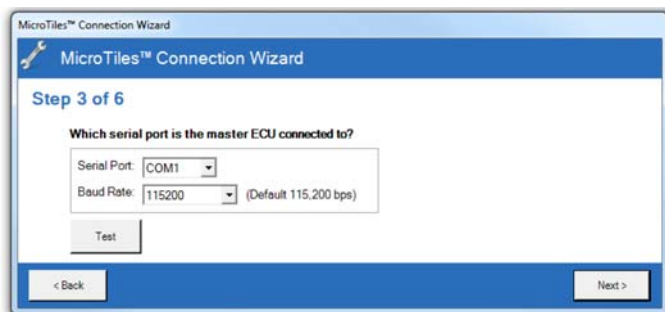 MicroTiles™ Connection Wizard
MicroTiles™ Connection Wizard
Step 3 of 6
Which serial port is the master ECU connected to?
Serial Port: COM1
Baud Rate: 115200 (Default 115,200 bps)
Test
< Back Next >